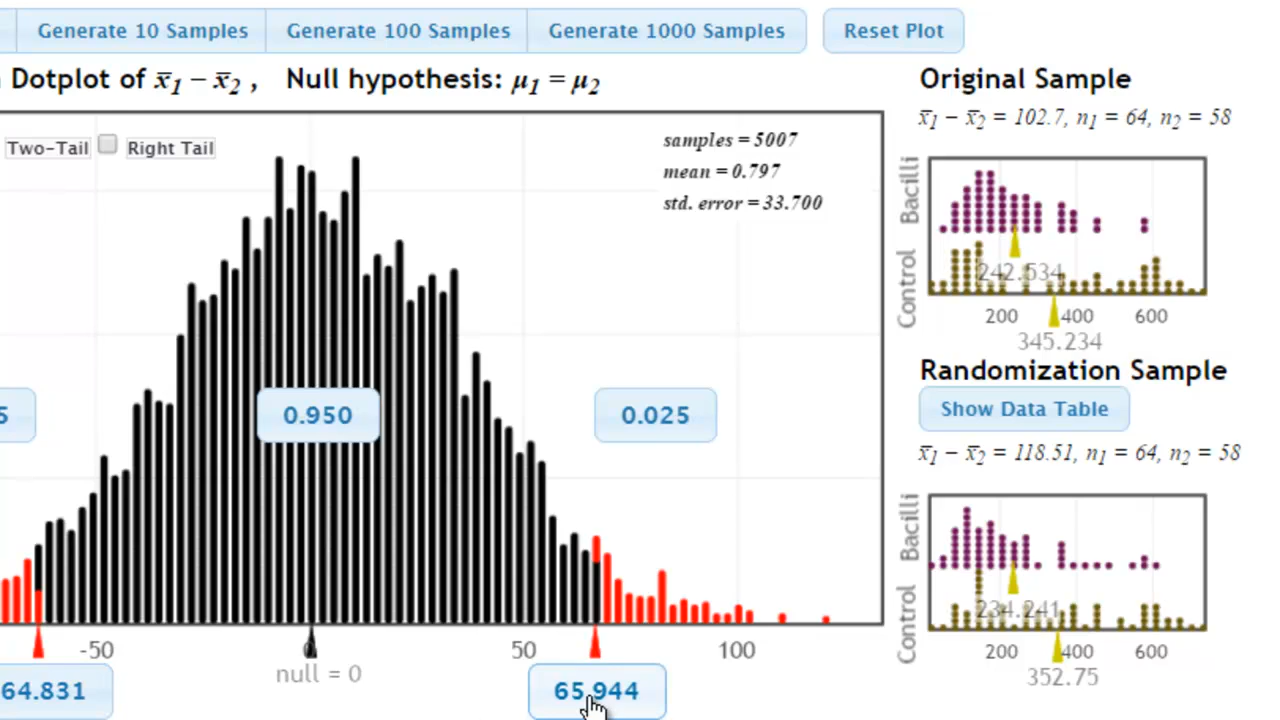 Generate 10 Samples Generate 100 Samples Generate 1000 Samples Reset Plot
Dotplot of x̄1 − x̄2 , Null hypothesis: μ1 = μ2
Two-Tail Right Tail
samples = 5007
mean = 0.797
std. error = 33.700
5 0.950 0.025
-50 0 50 100
null = 0
64.831 65.944
Original Sample
x̄1 − x̄2 = 102.7, n1 = 64, n2 = 58
Bacilli
Control
242.534
200 400 600
345.234
Randomization Sample
Show Data Table
x̄1 − x̄2 = 118.51, n1 = 64, n2 = 58
Bacilli
Control
234.241
200 400 600
352.75